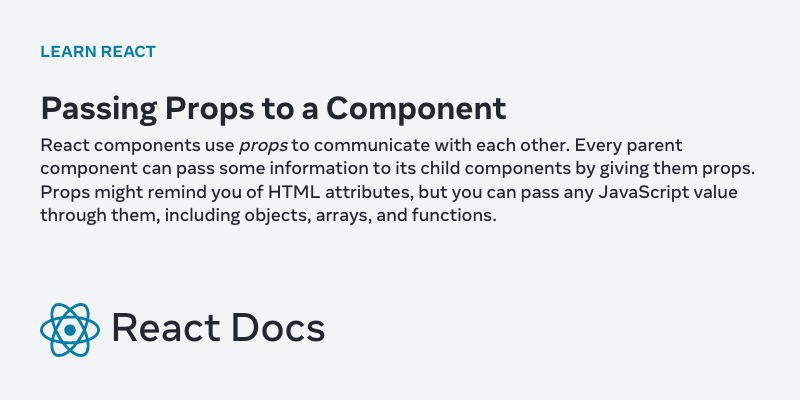 LEARN REACT
Passing Props to a Component
React components use props to communicate with each other. Every parent
component can pass some information to its child components by giving them props.
Props might remind you of HTML attributes, but you can pass any JavaScript value
through them, including objects, arrays, and functions.
React Docs